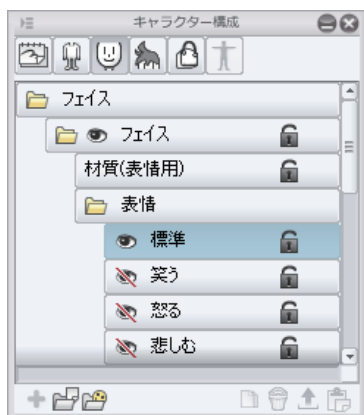 キャラクター構成
フェイス
フェイス
材質(表情用)
表情
標準
笑う
怒る
悲しむ